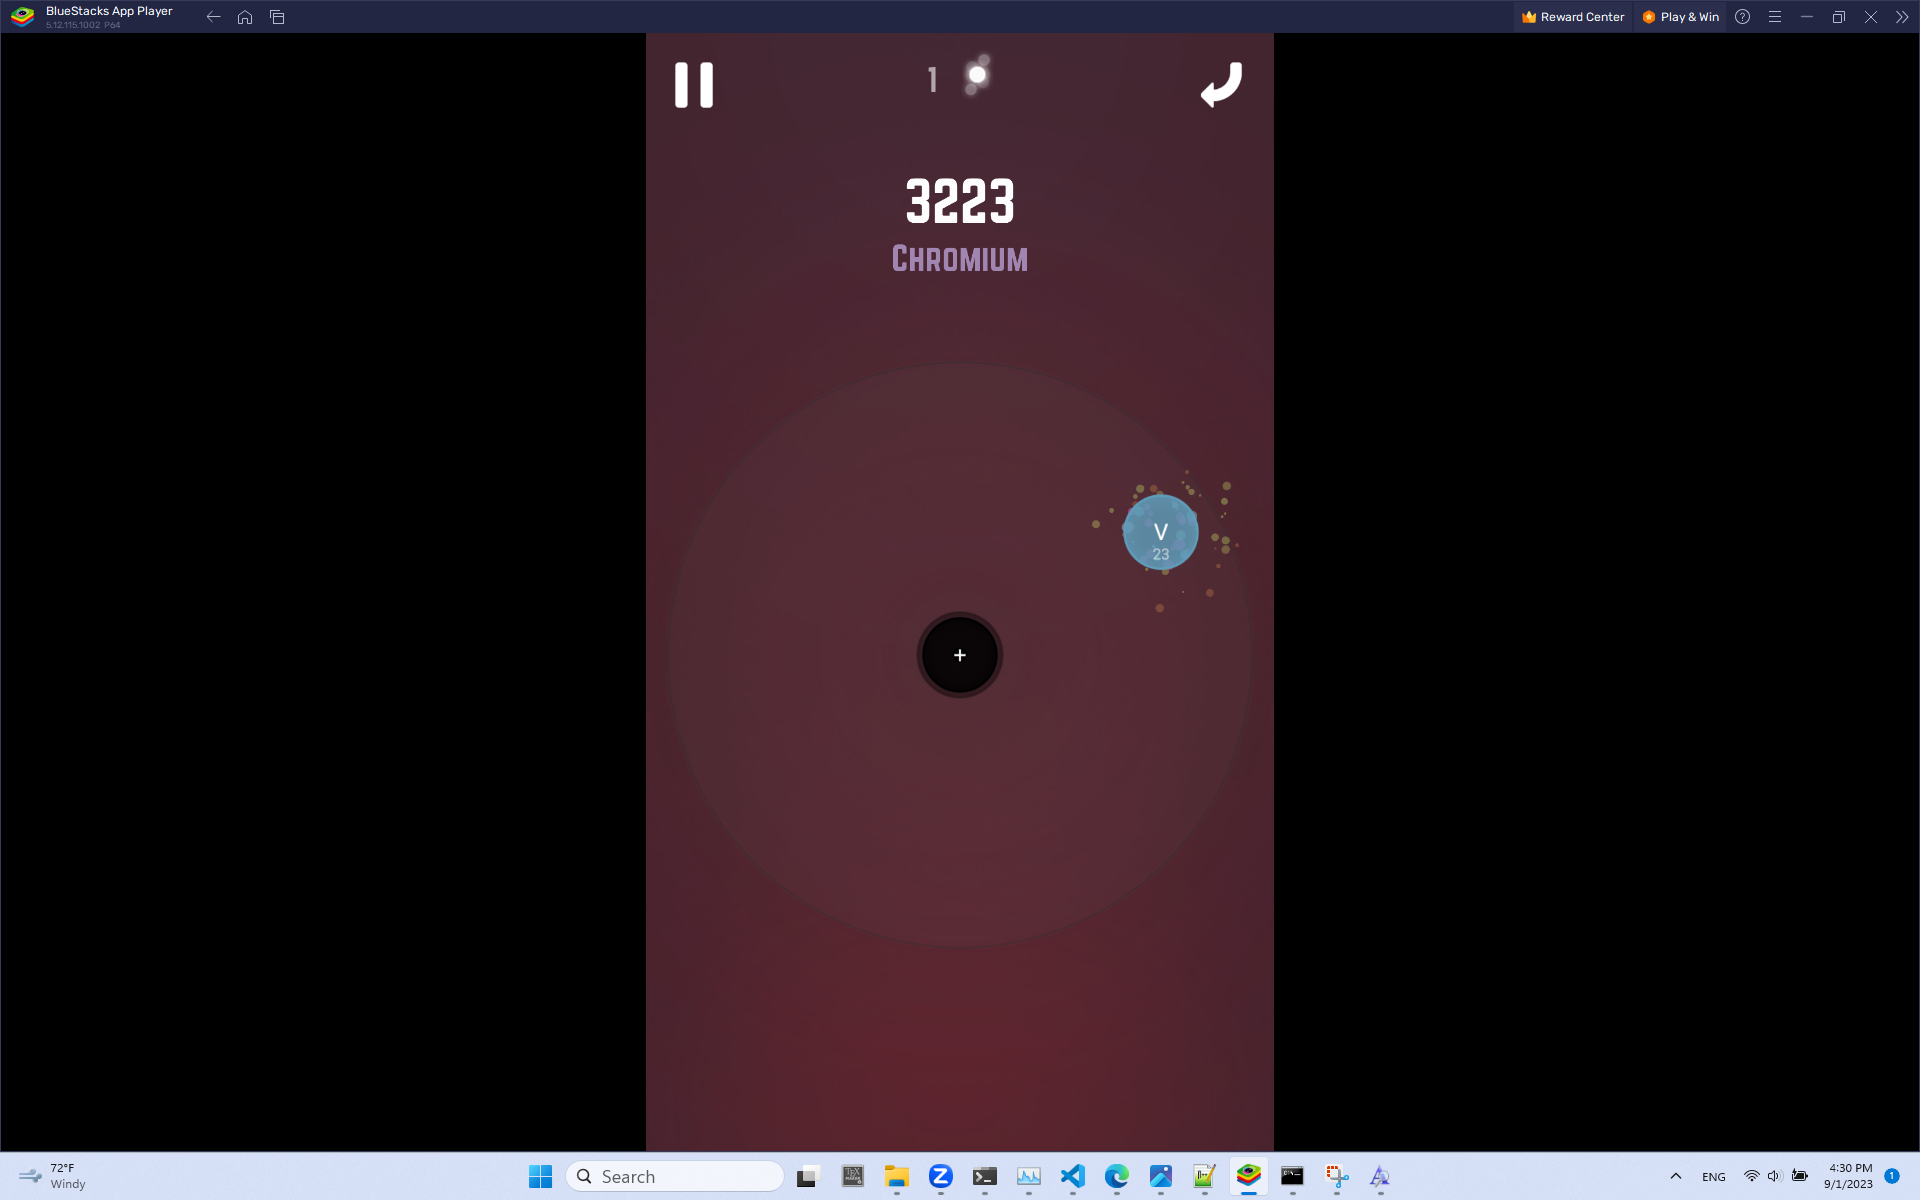 BlueStacks App Player
5.12.115.1002 P64
Reward Center
Play & Win
1
3223
CHROMIUM
V
23
+
72°F
Windy
Search
ENG
4:30 PM
9/1/2023
1